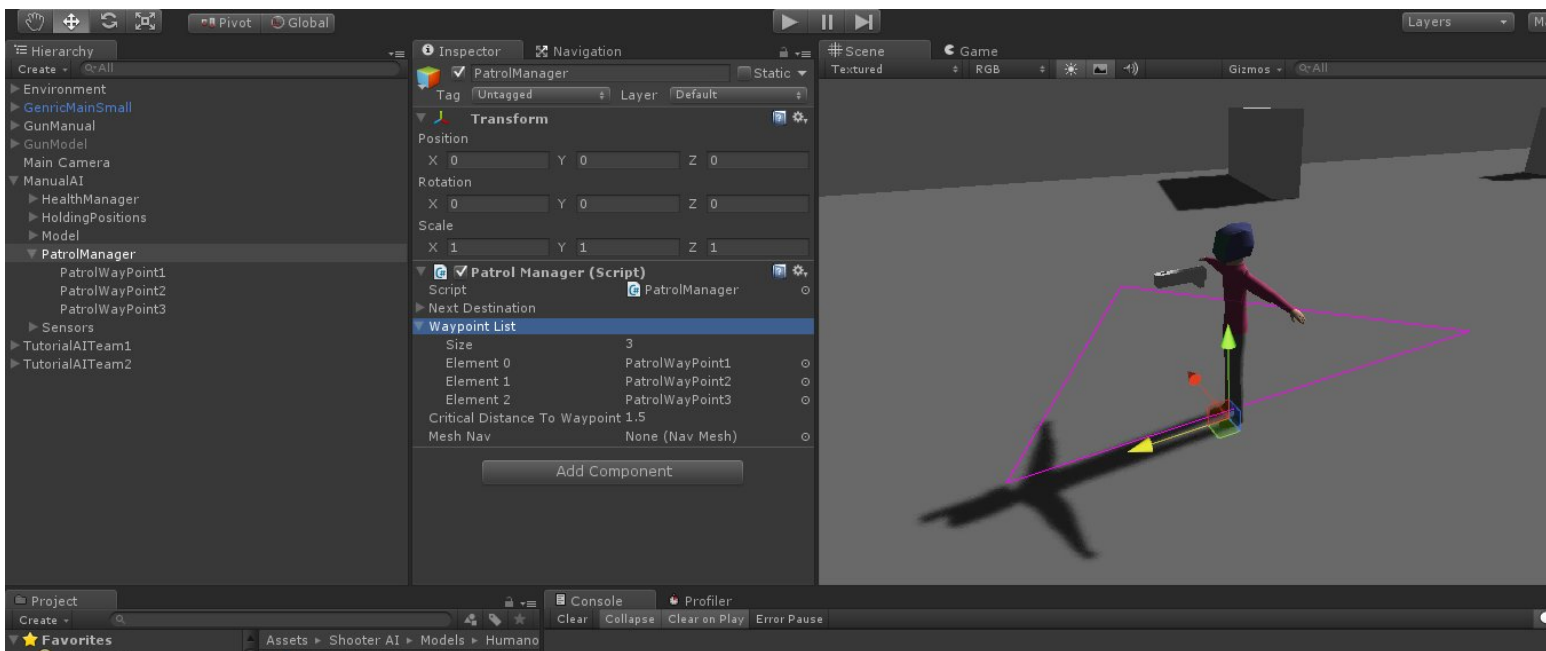 Pivot Global Layers
Hierarchy
Create All
Environment
GenricMainSmall
GunManual
GunModel
Main Camera
ManualAI
HealthManager
HoldingPositions
Model
PatrolManager
PatrolWayPoint1
PatrolWayPoint2
PatrolWayPoint3
Sensors
TutorialAITeam1
TutorialAITeam2
Inspector Navigation
PatrolManager Static
Tag Untagged Layer Default
Transform
Position
X 0 Y 0 Z 0
Rotation
X 0 Y 0 Z 0
Scale
X 1 Y 1 Z 1
Patrol Manager (Script)
Script PatrolManager
Next Destination
Waypoint List
Size 3
Element 0 PatrolWayPoint1
Element 1 PatrolWayPoint2
Element 2 PatrolWayPoint3
Critical Distance To Waypoint 1.5
Mesh Nav None (Nav Mesh)
Add Component
Scene Game
Textured RGB Gizmos All
Project
Create
Favorites
Assets Shooter AI Models Humano
Console Profiler
Clear Collapse Clear on Play Error Pause